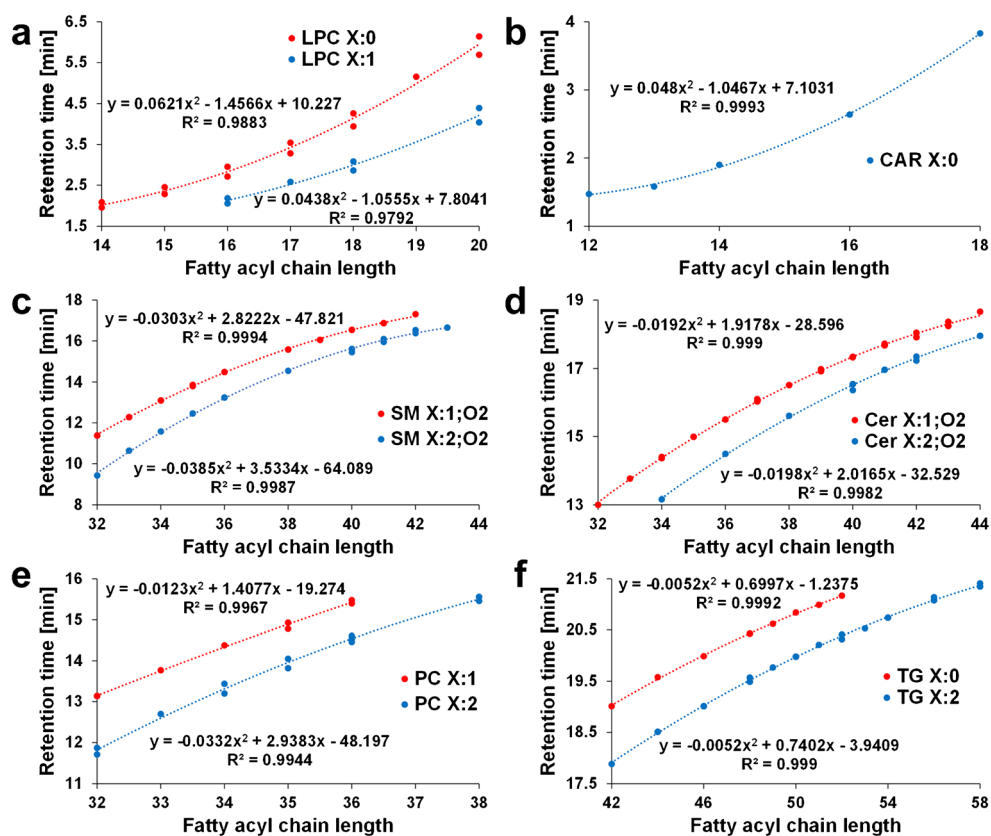 a
Retention time [min]
6.5
5.5
4.5
3.5
2.5
1.5
LPC X:0
LPC X:1
y = 0.0621x² - 1.4566x + 10.227
R² = 0.9883
y = 0.0438x² - 1.0555x + 7.8041
R² = 0.9792
14 15 16 17 18 19 20
Fatty acyl chain length
b
Retention time [min]
4
3
2
1
y = 0.048x² - 1.0467x + 7.1031
R² = 0.9993
CAR X:0
12 14 16 18
Fatty acyl chain length
c
Retention time [min]
18
16
14
12
10
8
y = -0.0303x² + 2.8222x - 47.821
R² = 0.9994
SM X:1;O2
SM X:2;O2
y = -0.0385x² + 3.5334x - 64.089
R² = 0.9987
32 34 36 38 40 42 44
Fatty acyl chain length
d
Retention time [min]
19
17
15
13
y = -0.0192x² + 1.9178x - 28.596
R² = 0.999
Cer X:1;O2
Cer X:2;O2
y = -0.0198x² + 2.0165x - 32.529
R² = 0.9982
32 34 36 38 40 42 44
Fatty acyl chain length
e
Retention time [min]
16
15
14
13
12
11
y = -0.0123x² + 1.4077x - 19.274
R² = 0.9967
PC X:1
PC X:2
y = -0.0332x² + 2.9383x - 48.197
R² = 0.9944
32 33 34 35 36 37 38
Fatty acyl chain length
f
Retention time [min]
21.5
20.5
19.5
18.5
17.5
y = -0.0052x² + 0.6997x - 1.2375
R² = 0.9992
TG X:0
TG X:2
y = -0.0052x² + 0.7402x - 3.9409
R² = 0.999
42 46 50 54 58
Fatty acyl chain length